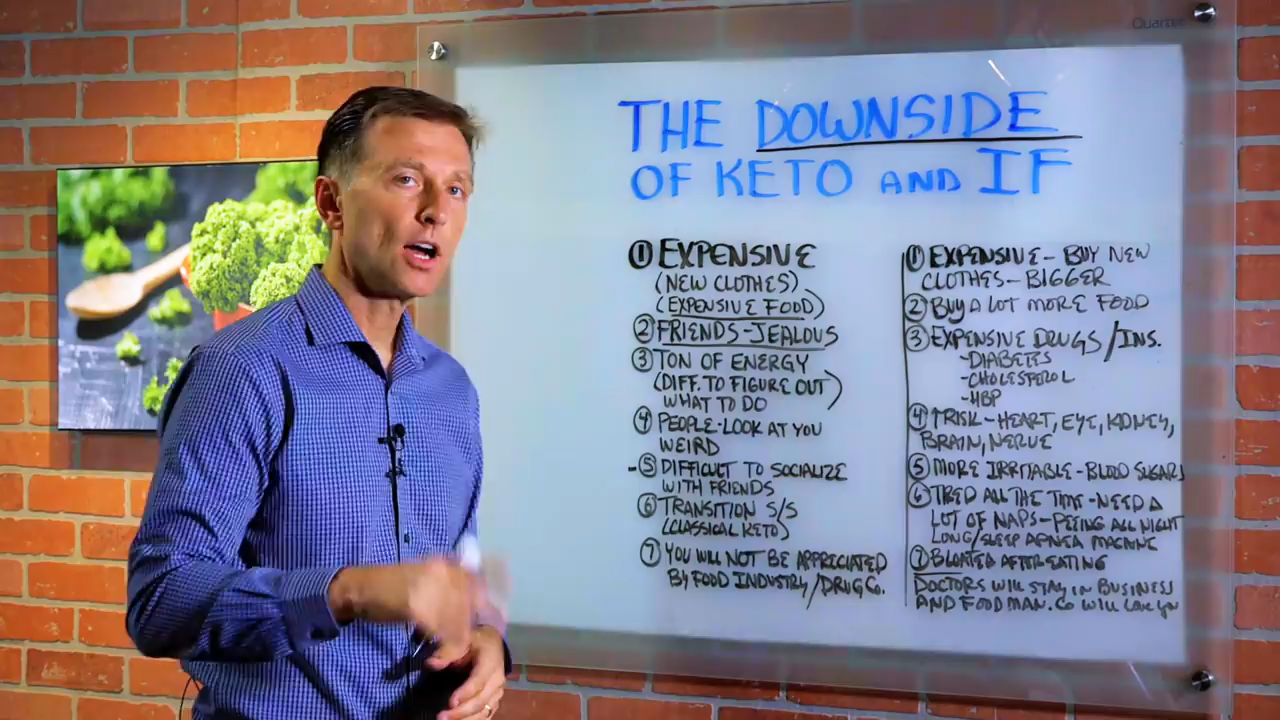 Quartet
THE DOWNSIDE
OF KETO AND IF
① EXPENSIVE
(NEW CLOTHES)
(EXPENSIVE FOOD)
② FRIENDS-JEALOUS
③ TON OF ENERGY
(DIFF. TO FIGURE OUT
WHAT TO DO)
④ PEOPLE-LOOK AT YOU
WEIRD
-⑤ DIFFICULT TO SOCIALIZE
WITH FRIENDS
⑥ TRANSITION S/S
(CLASSICAL KETO)
⑦ YOU WILL NOT BE APPRECIATED
BY FOOD INDUSTRY/DRUG CO.
① EXPENSIVE-BUY NEW
CLOTHES-BIGGER
② BUY A LOT MORE FOOD
③ EXPENSIVE DRUGS/INS.
-DIABETES
-CHOLESTEROL
-HBP
④ ↑RISK-HEART, EYE, KIDNEY,
BRAIN, NERVE
⑤ MORE IRRITABLE-BLOOD SUGARS
⑥ TIRED ALL THE TIME-NEED A
LOT OF NAPS-PEEING ALL NIGHT
LONG/SLEEP APNEA MACHINE
⑦ BLOATED AFTER EATING
DOCTORS WILL STAY IN BUSINESS
AND FOOD MAN. CO WILL LOVE YOU